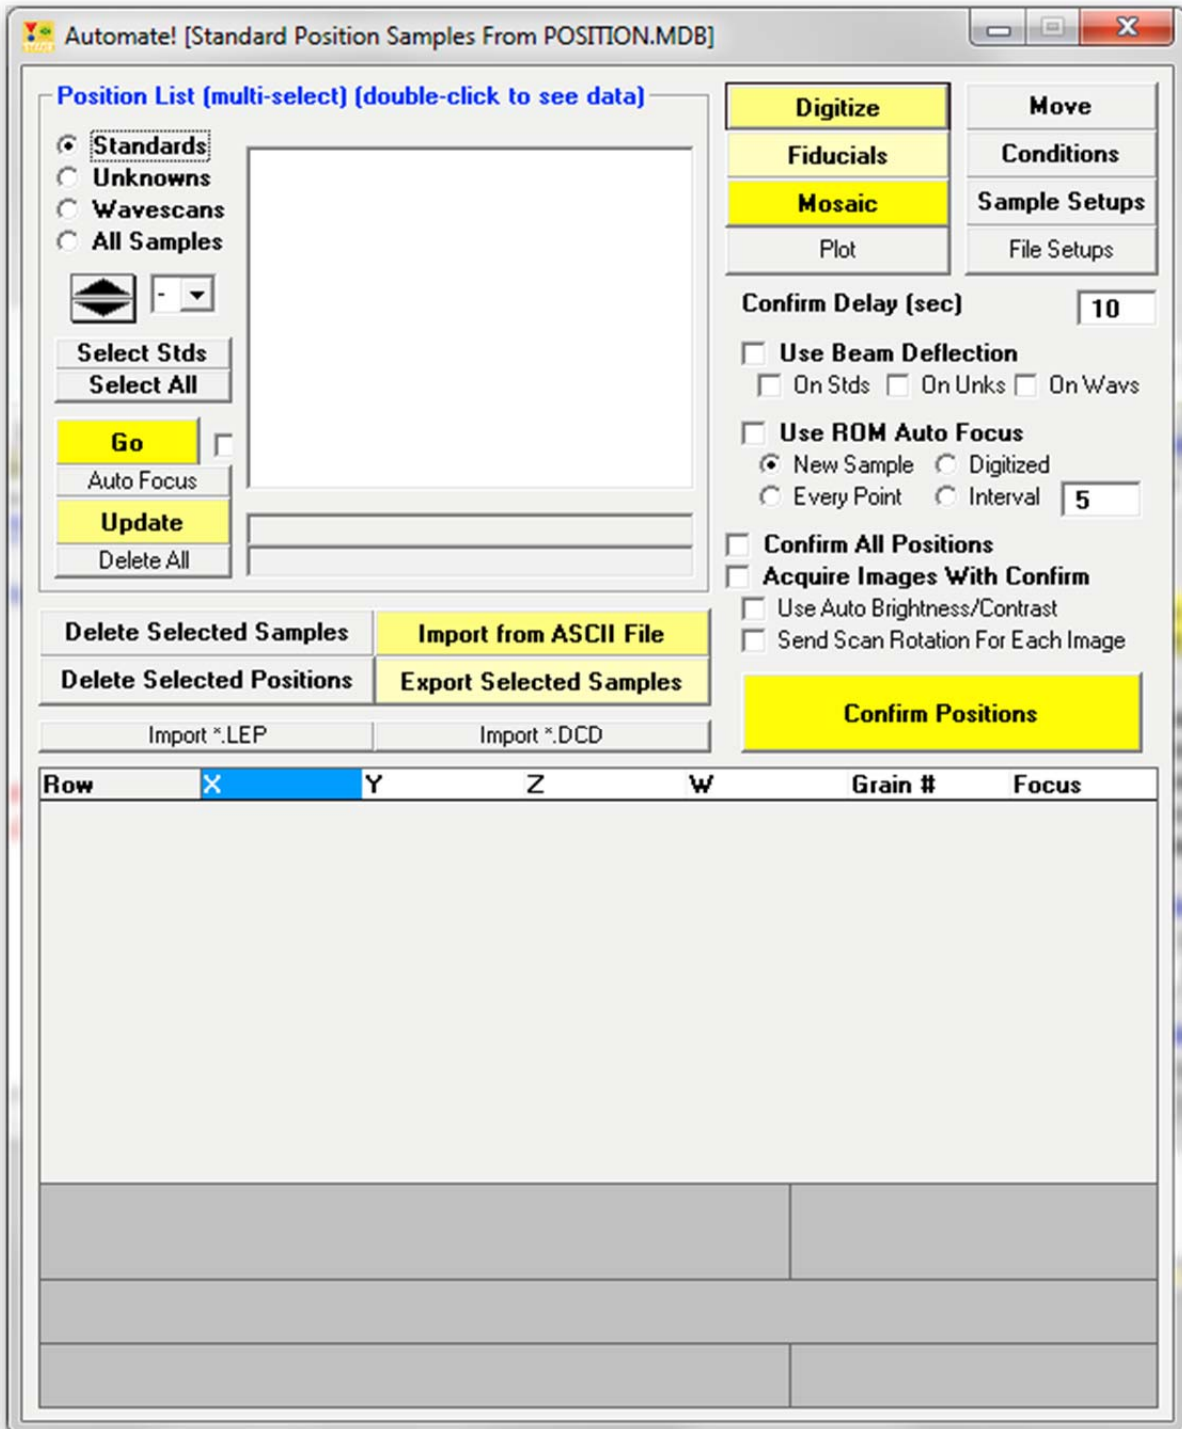 Automate! [Standard Position Samples From POSITION.MDB]
Position List (multi-select) (double-click to see data)
Standards
Unknowns
Wavescans
All Samples
-
Select Stds
Select All
Go
Auto Focus
Update
Delete All
Digitize
Move
Fiducials
Conditions
Mosaic
Sample Setups
Plot
File Setups
Confirm Delay (sec) 10
Use Beam Deflection
On Stds On Unks On Wavs
Use ROM Auto Focus
New Sample Digitized
Every Point Interval 5
Confirm All Positions
Acquire Images With Confirm
Use Auto Brightness/Contrast
Send Scan Rotation For Each Image
Delete Selected Samples Import from ASCII File
Delete Selected Positions Export Selected Samples
Import *.LEP Import *.DCD
Confirm Positions
Row X Y Z W Grain # Focus